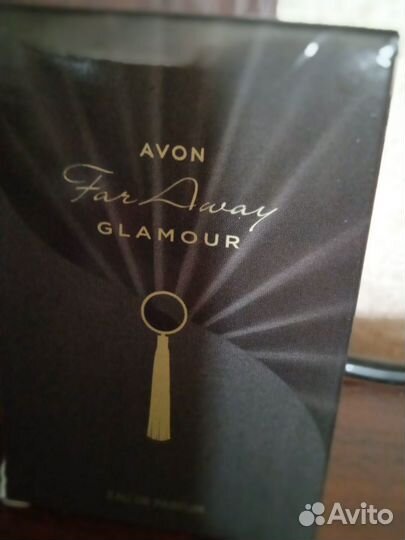 AVON
Far Away
GLAMOUR
EAU DE PARFUM
Avito